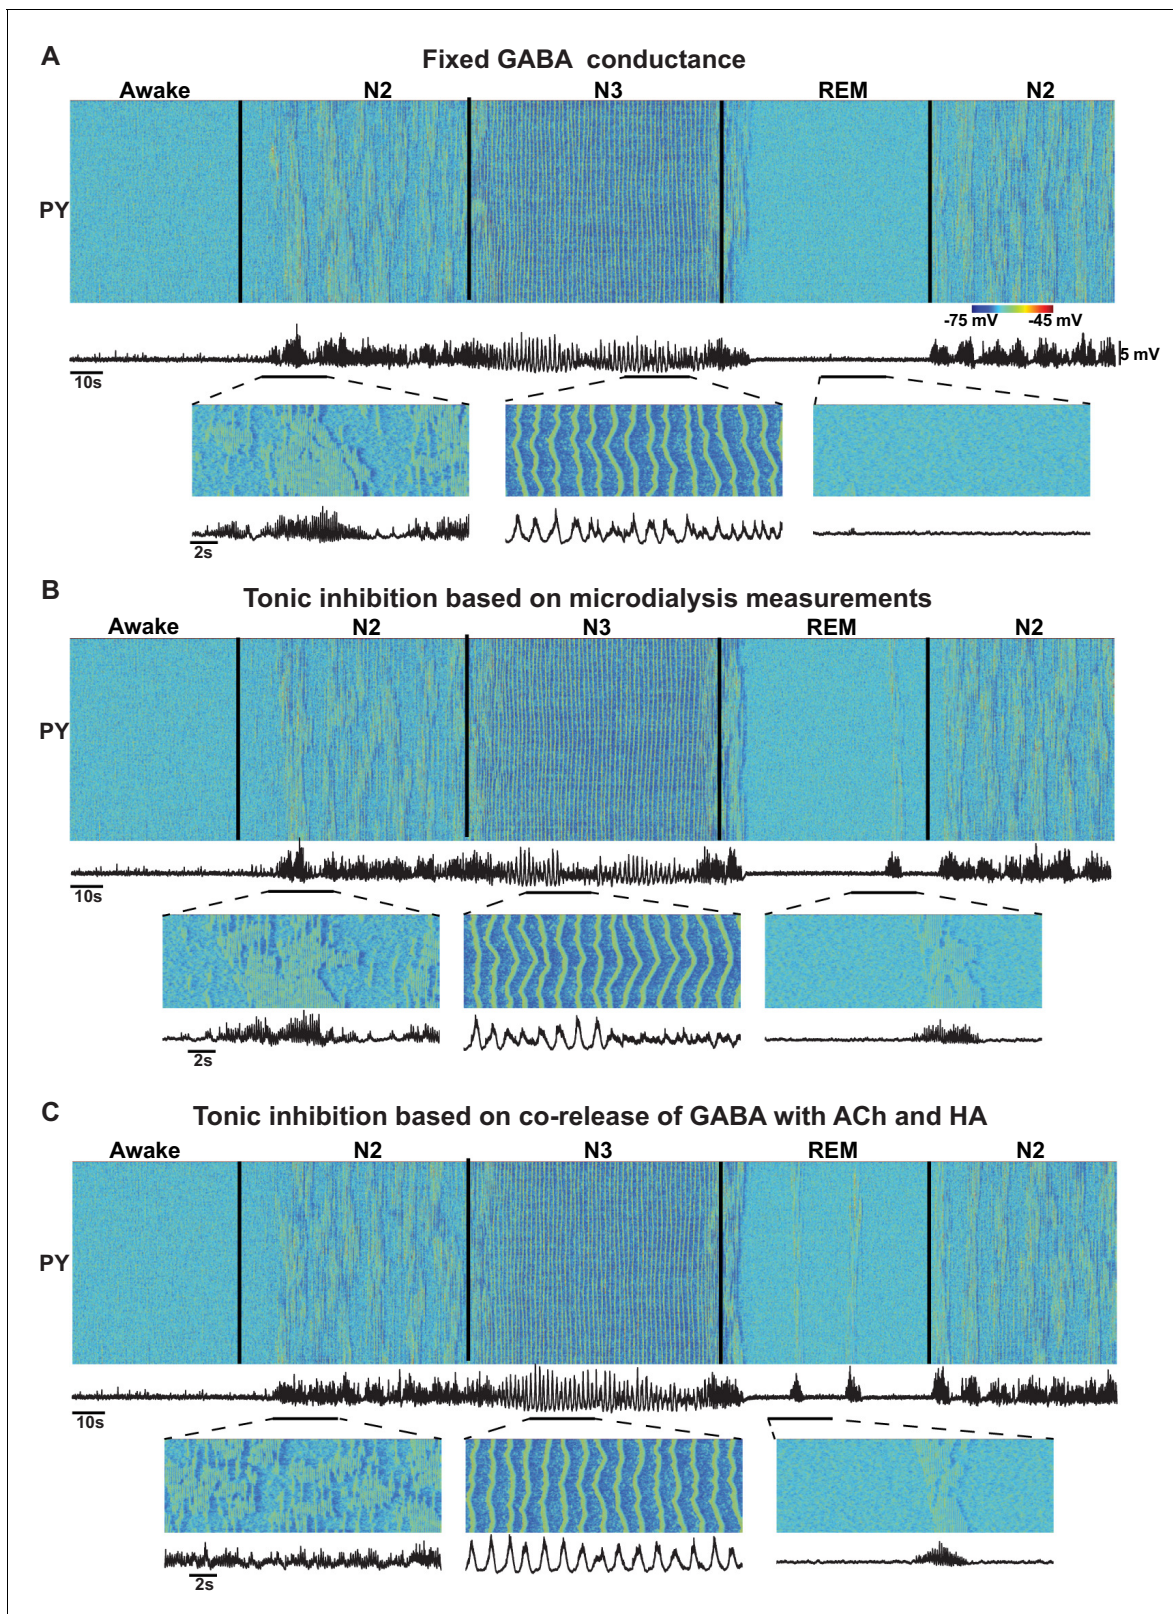 A
Fixed GABA conductance
Awake N2 N3 REM N2
PY
-75 mV -45 mV
5 mV
10s
2s
B
Tonic inhibition based on microdialysis measurements
Awake N2 N3 REM N2
PY
10s
2s
C
Tonic inhibition based on co-release of GABA with ACh and HA
Awake N2 N3 REM N2
PY
10s
2s